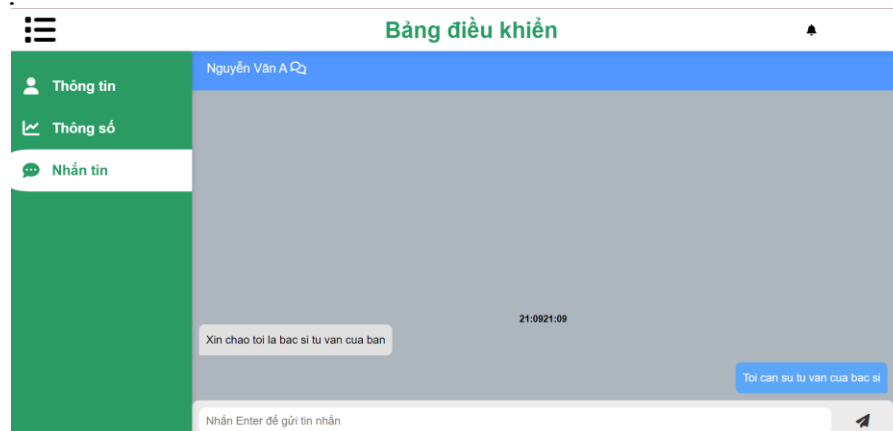 Bảng điều khiển
Thông tin
Thông số
Nhắn tin
Nguyễn Văn A
21:0921:09
Xin chao toi la bac si tu van cua ban
Toi can su tu van cua bac si
Nhấn Enter để gửi tin nhắn